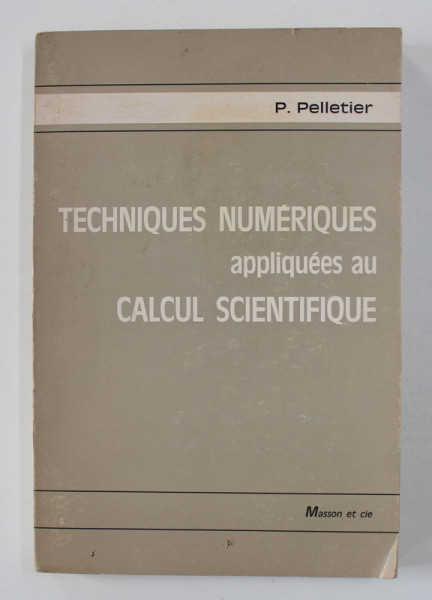 P. Pelletier
TECHNIQUES NUMÉRIQUES
appliquées au
CALCUL SCIENTIFIQUE
Masson et cie